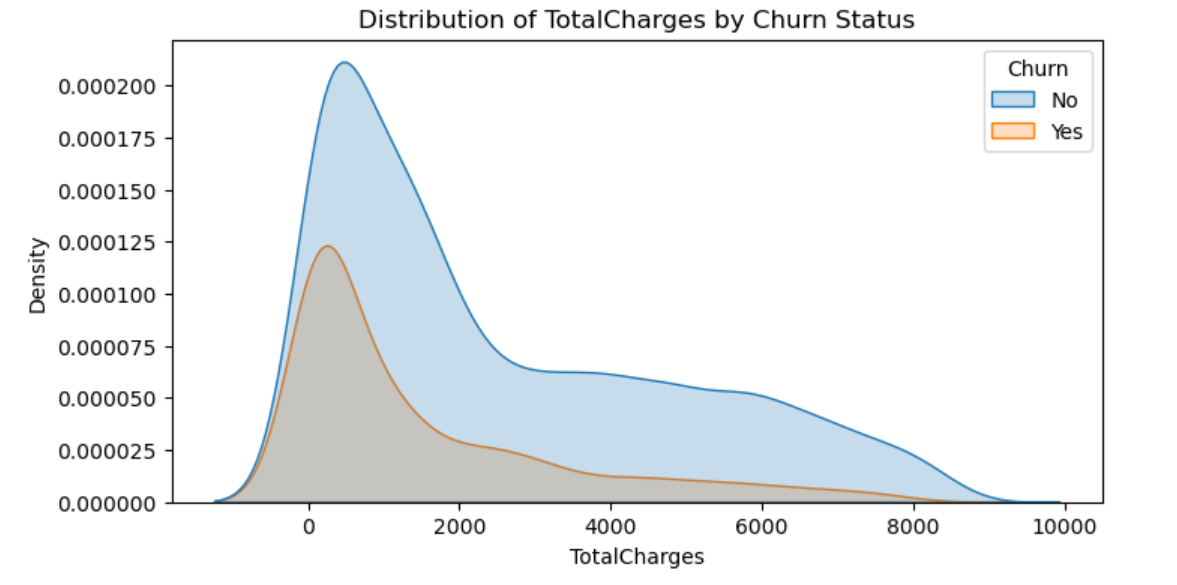 Distribution of TotalCharges by Churn Status
Churn
No
Yes
0.000200
0.000175
0.000150
0.000125
0.000100
0.000075
0.000050
0.000025
0.000000
Density
0 2000 4000 6000 8000 10000
TotalCharges